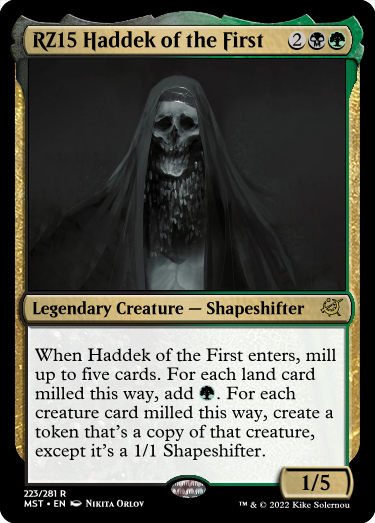 RZ15 Haddek of the First 2
Legendary Creature — Shapeshifter
When Haddek of the First enters, mill
up to five cards. For each land card
milled this way, add . For each
creature card milled this way, create a
token that's a copy of that creature,
except it's a 1/1 Shapeshifter.
1/5
223/281 R
MST • EN Nikita Orlov
™ & © 2022 Kike Solernou